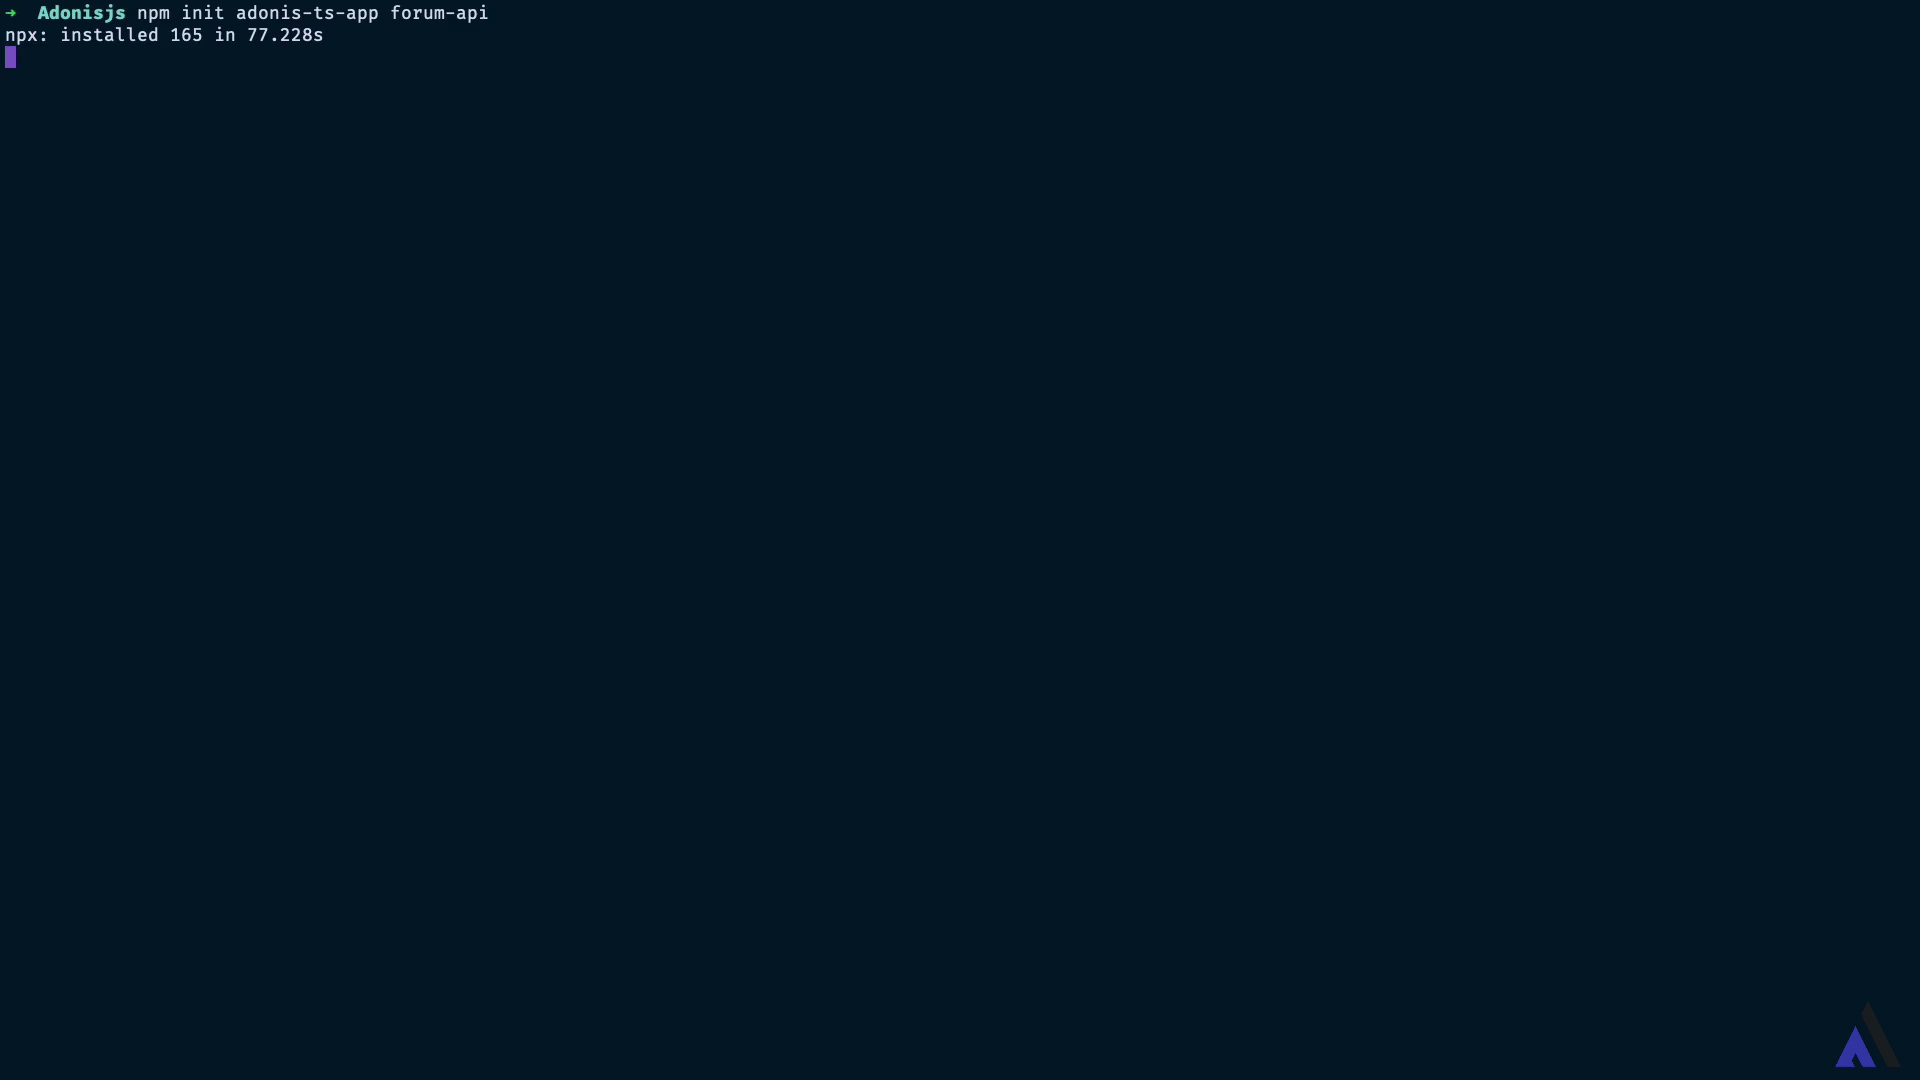 ➜  Adonisjs npm init adonis-ts-app forum-api
npx: installed 165 in 77.228s